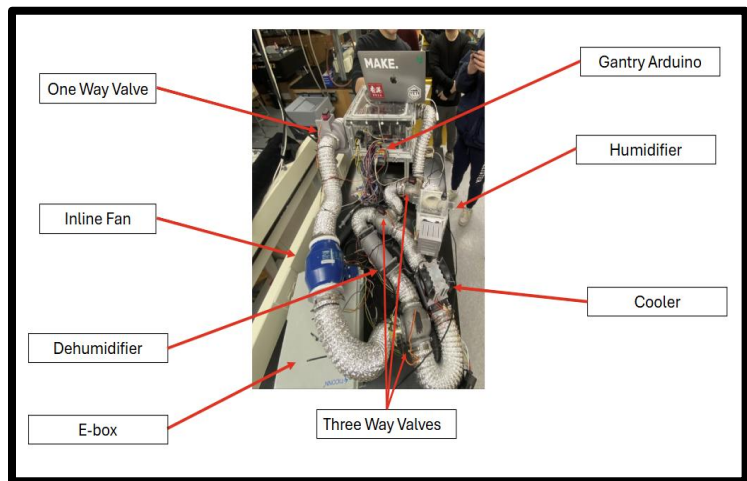 MAKE.
One Way Valve
Gantry Arduino
Humidifier
Inline Fan
Cooler
Dehumidifier
E-box
Three Way Valves